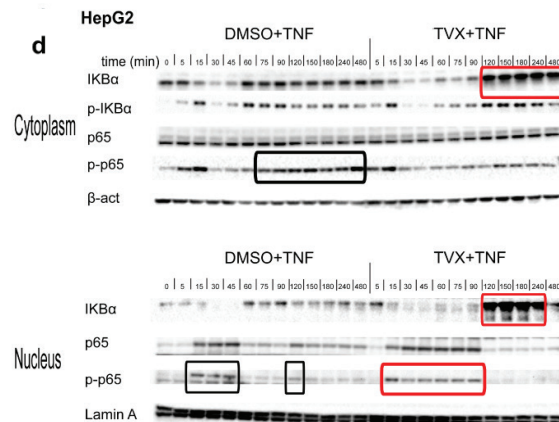 HepG2
d
DMSO+TNF TVX+TNF
time (min) 0 5 15 30 45 60 75 90 120 150 180 240 480 5 15 30 45 60 75 90 120 150 180 240 480
IKBα
p-IKBα
p65
p-p65
β-act
Cytoplasm
DMSO+TNF TVX+TNF
0 5 15 30 45 60 75 90 120 150 180 240 480 5 15 30 45 60 75 90 120 150 180 240 480
IKBα
p65
p-p65
Lamin A
Nucleus